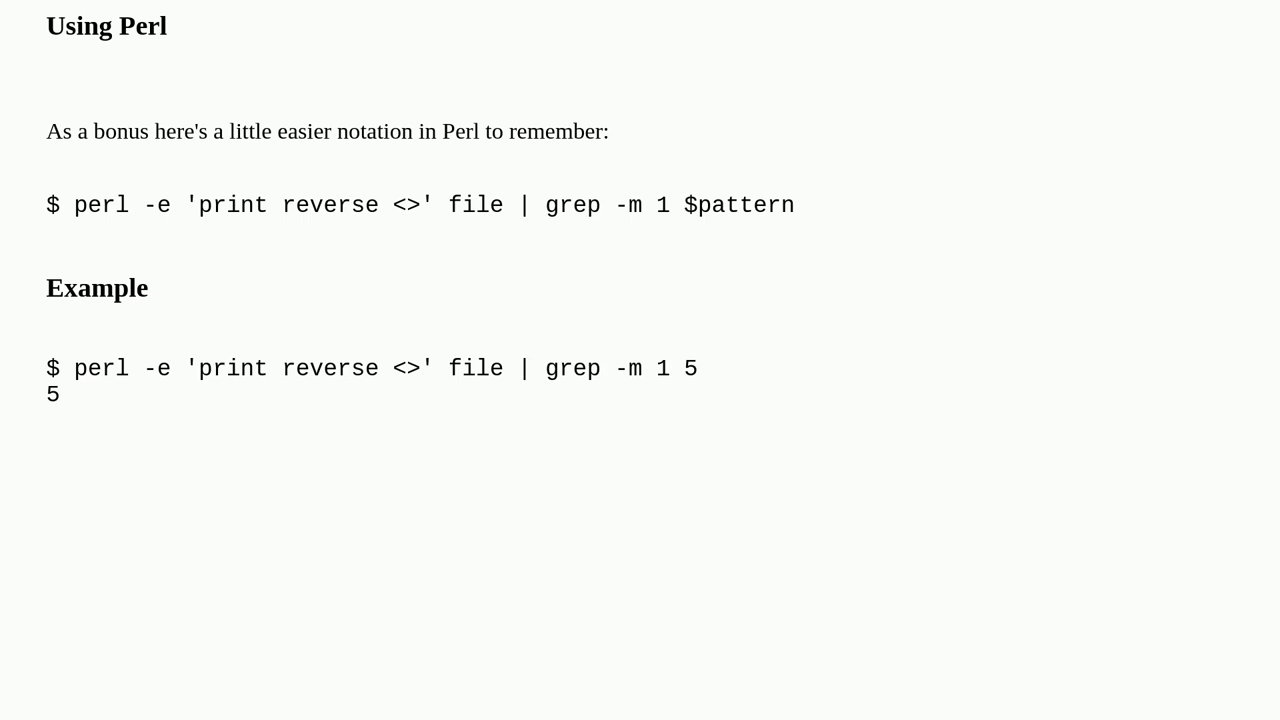 Using Perl
As a bonus here's a little easier notation in Perl to remember:
$ perl -e 'print reverse <>' file | grep -m 1 $pattern
Example
$ perl -e 'print reverse <>' file | grep -m 1 5
5